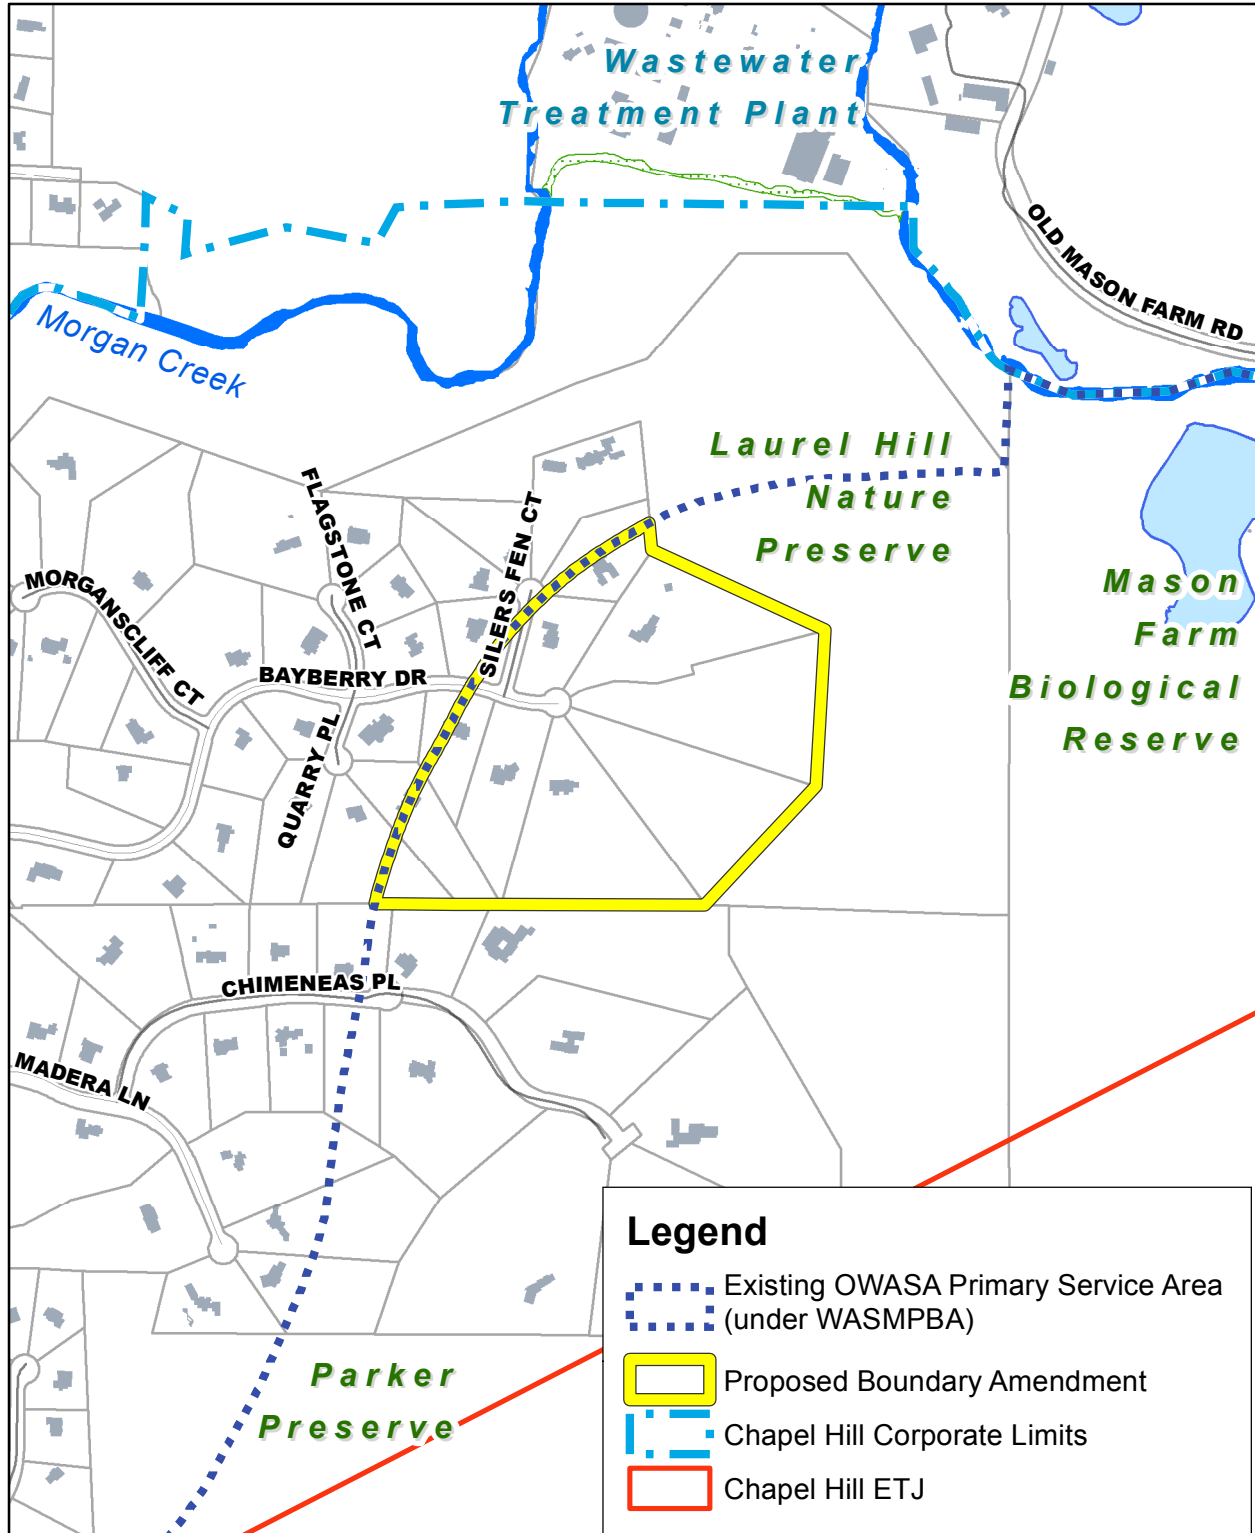 Wastewater
Treatment Plant
OLD MASON FARM RD
Morgan Creek
Laurel Hill
Nature
Preserve
FLAGSTONE CT
SILERS FEN CT
MORGANSCLIFF CT
Mason
Farm
Biological
Reserve
BAYBERRY DR
QUARRY PL
CHIMENEAS PL
MADERA LN
Parker
Preserve
Legend
Existing OWASA Primary Service Area
(under WASMPBA)
Proposed Boundary Amendment
Chapel Hill Corporate Limits
Chapel Hill ETJ